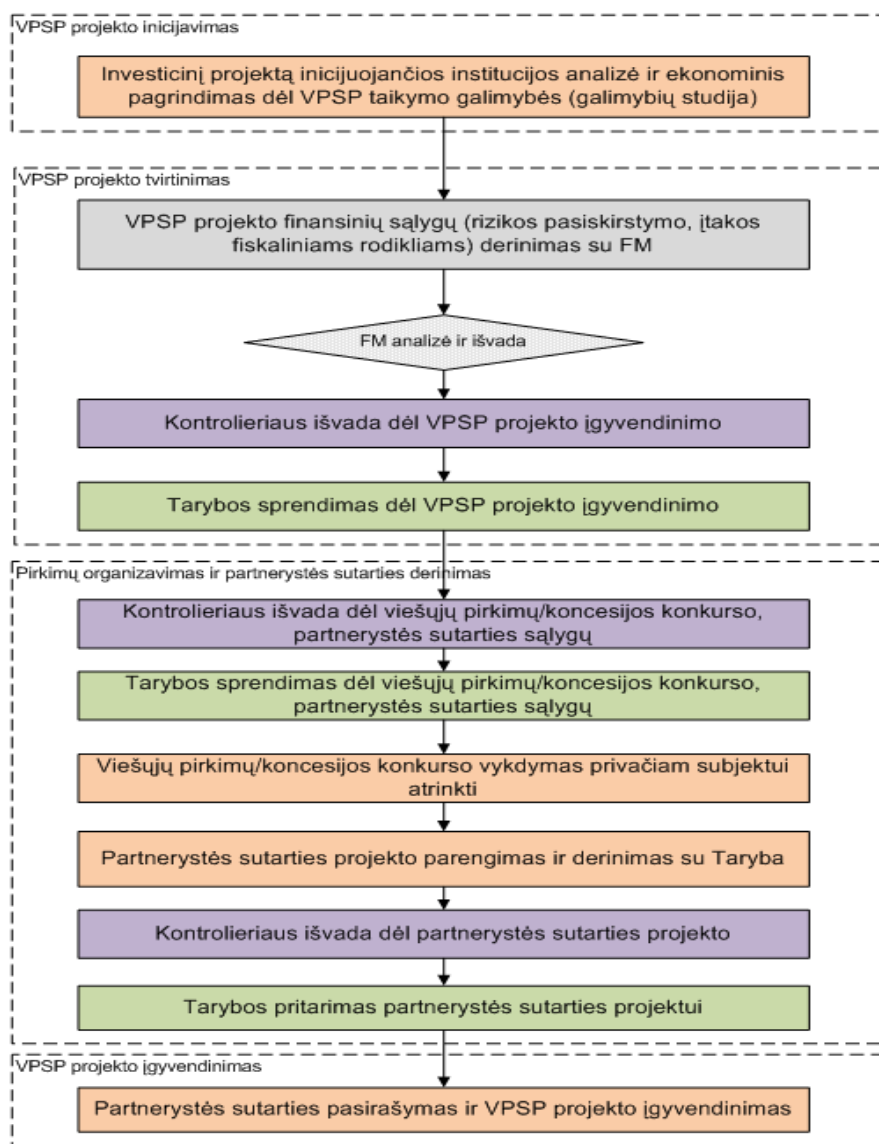 VPSP projekto inicijavimas
Investicinį projektą inicijuojančios institucijos analizė ir ekonominis
pagrindimas dėl VPSP taikymo galimybės (galimybių studija)
VPSP projekto tvirtinimas
VPSP projekto finansinių sąlygų (rizikos pasiskirstymo, įtakos
fiskaliniams rodikliams) derinimas su FM
FM analizė ir išvada
Kontrolieriaus išvada dėl VPSP projekto įgyvendinimo
Tarybos sprendimas dėl VPSP projekto įgyvendinimo
Pirkimų organizavimas ir partnerystės sutarties derinimas
Kontrolieriaus išvada dėl viešųjų pirkimų/koncesijos konkurso,
partnerystės sutarties sąlygų
Tarybos sprendimas dėl viešųjų pirkimų/koncesijos konkurso,
partnerystės sutarties sąlygų
Viešųjų pirkimų/koncesijos konkurso vykdymas privačiam subjektui
atrinkti
Partnerystės sutarties projekto parengimas ir derinimas su Taryba
Kontrolieriaus išvada dėl partnerystės sutarties projekto
Tarybos pritarimas partnerystės sutarties projektui
VPSP projekto įgyvendinimas
Partnerystės sutarties pasirašymas ir VPSP projekto įgyvendinimas